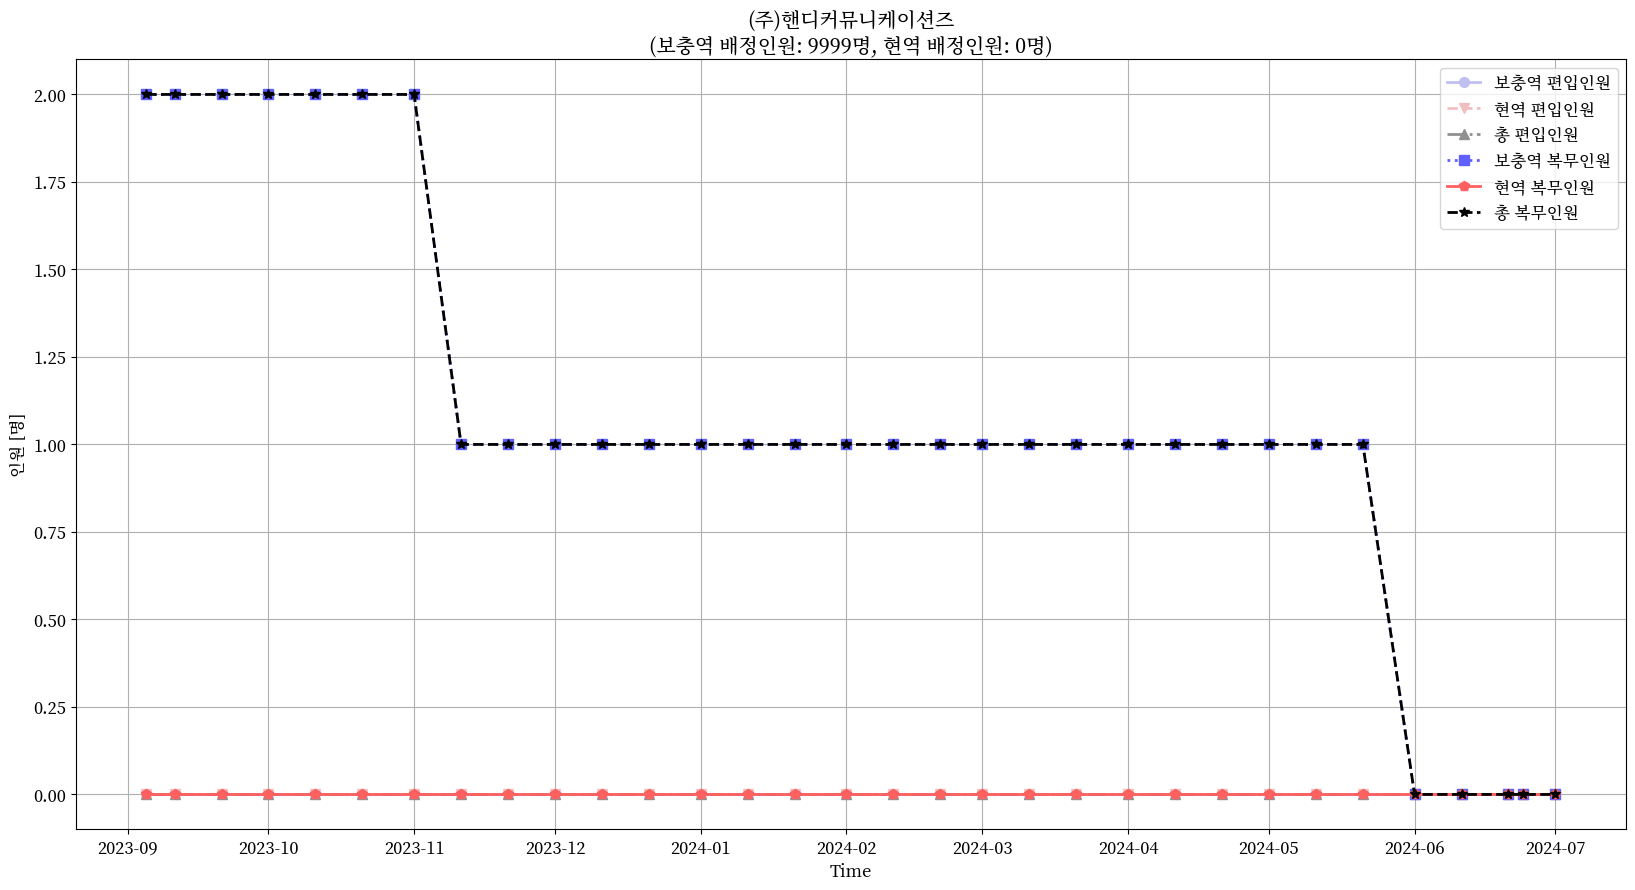 (주)핸디커뮤니케이션즈
(보충역 배정인원: 9999명, 현역 배정인원: 0명)
보충역 편입인원
현역 편입인원
총 편입인원
보충역 복무인원
현역 복무인원
총 복무인원
인원 [명]
2.00
1.75
1.50
1.25
1.00
0.75
0.50
0.25
0.00
2023-09 2023-10 2023-11 2023-12 2024-01 2024-02 2024-03 2024-04 2024-05 2024-06 2024-07
Time